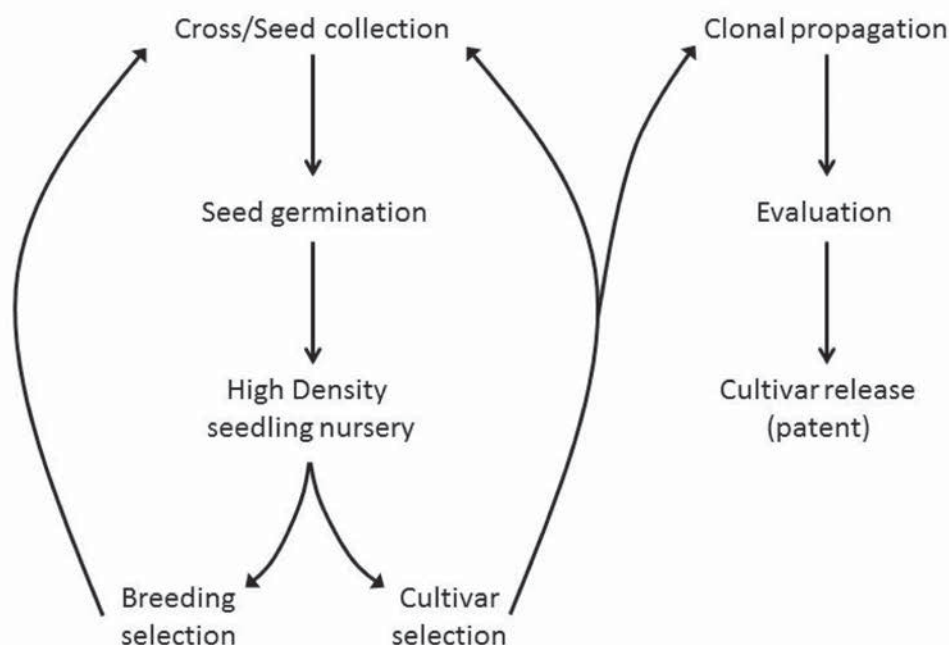 Cross/Seed collection
Clonal propagation
Seed germination
Evaluation
High Density
seedling nursery
Cultivar release
(patent)
Breeding
selection
Cultivar
selection